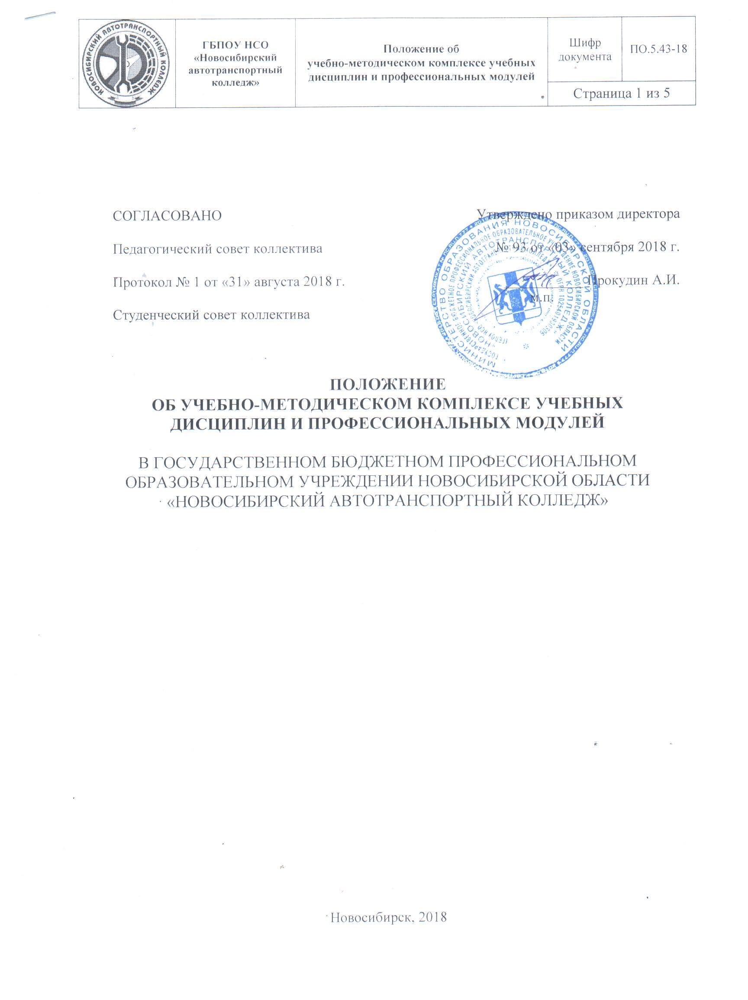 НОВОСИБИРСКИЙ АВТОТРАНСПОРТНЫЙ КОЛЛЕДЖ
ГБПОУ НСО
«Новосибирский
автотранспортный
колледж»
Положение об
учебно-методическом комплексе учебных
дисциплин и профессиональных модулей
Шифр
документа
ПО.5.43-18
Страница 1 из 5
СОГЛАСОВАНО
Утверждено приказом директора
Педагогический совет коллектива
№ 93 от «03» сентября 2018 г.
Протокол № 1 от «31» августа 2018 г.
Прокудин А.И.
м.п.
Студенческий совет коллектива
МИНИСТЕРСТВО ОБРАЗОВАНИЯ НОВОСИБИРСКОЙ ОБЛАСТИ
ГОСУДАРСТВЕННОЕ БЮДЖЕТНОЕ ПРОФЕССИОНАЛЬНОЕ ОБРАЗОВАТЕЛЬНОЕ УЧРЕЖДЕНИЕ НОВОСИБИРСКОЙ ОБЛАСТИ
«НОВОСИБИРСКИЙ АВТОТРАНСПОРТНЫЙ КОЛЛЕДЖ»
ПОЛОЖЕНИЕ
ОБ УЧЕБНО-МЕТОДИЧЕСКОМ КОМПЛЕКСЕ УЧЕБНЫХ
ДИСЦИПЛИН И ПРОФЕССИОНАЛЬНЫХ МОДУЛЕЙ
В ГОСУДАРСТВЕННОМ БЮДЖЕТНОМ ПРОФЕССИОНАЛЬНОМ
ОБРАЗОВАТЕЛЬНОМ УЧРЕЖДЕНИИ НОВОСИБИРСКОЙ ОБЛАСТИ
«НОВОСИБИРСКИЙ АВТОТРАНСПОРТНЫЙ КОЛЛЕДЖ»
Новосибирск, 2018